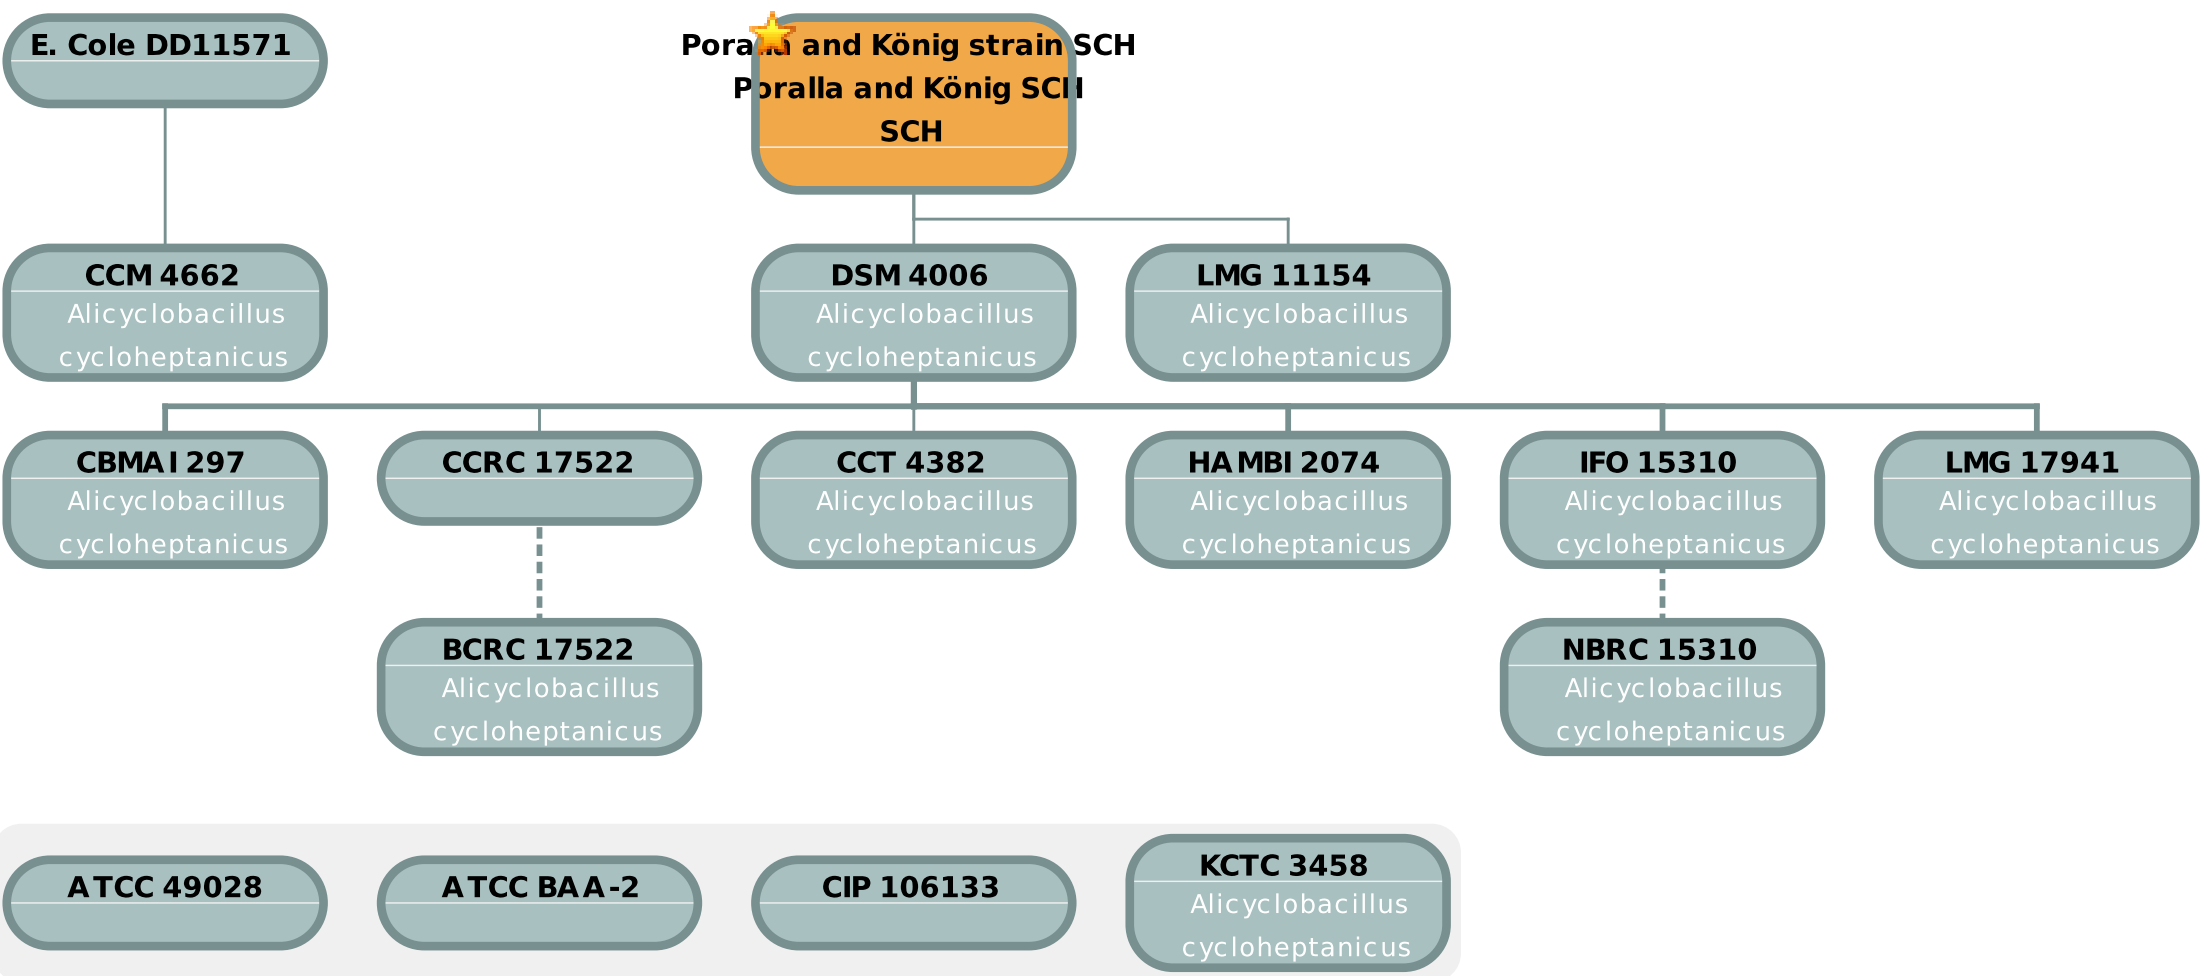 E. Cole DD11571
Poralla and König strain SCH
Poralla and König SCH
SCH
CCM 4662
Alicyclobacillus
cycloheptanicus
DSM 4006
Alicyclobacillus
cycloheptanicus
LMG 11154
Alicyclobacillus
cycloheptanicus
CBMAI 297
Alicyclobacillus
cycloheptanicus
CCRC 17522
CCT 4382
Alicyclobacillus
cycloheptanicus
HAMBI 2074
Alicyclobacillus
cycloheptanicus
IFO 15310
Alicyclobacillus
cycloheptanicus
LMG 17941
Alicyclobacillus
cycloheptanicus
BCRC 17522
Alicyclobacillus
cycloheptanicus
NBRC 15310
Alicyclobacillus
cycloheptanicus
ATCC 49028
ATCC BAA-2
CIP 106133
KCTC 3458
Alicyclobacillus
cycloheptanicus